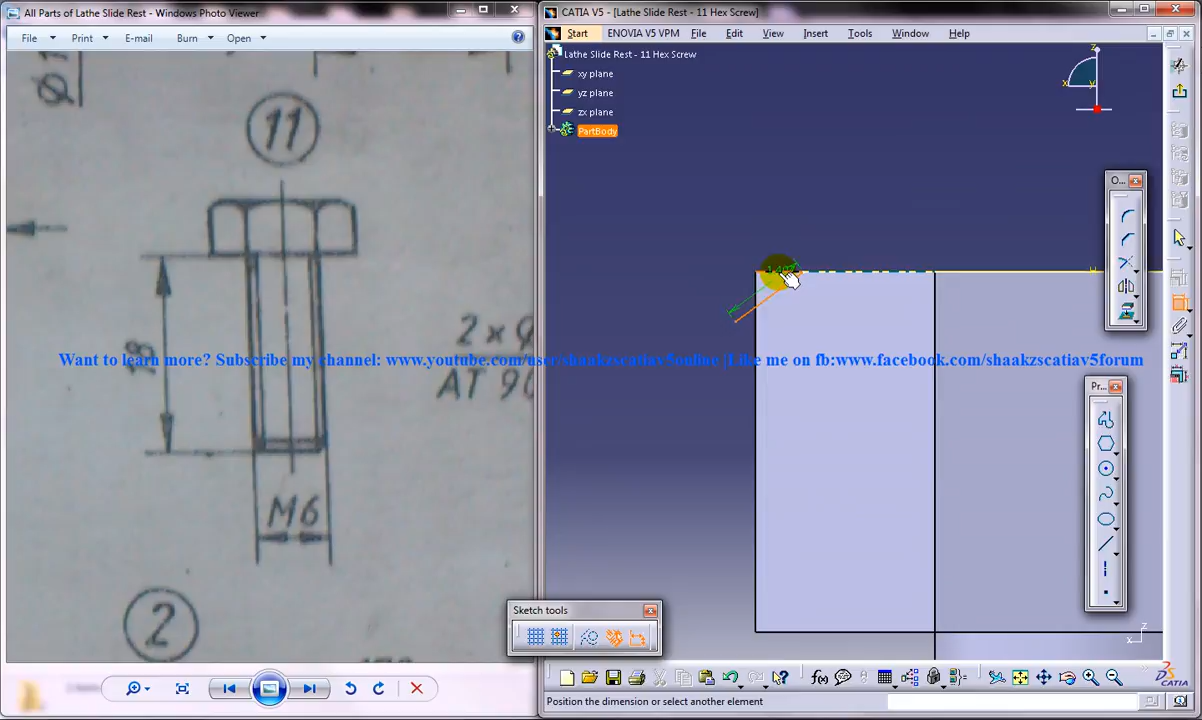 All Parts of Lathe Slide Rest - Windows Photo Viewer
File
Print
E-mail
Burn
Open
11
18
2 x
AT 90
M6
2
CATIA V5 - [Lathe Slide Rest - 11 Hex Screw]
Start
ENOVIA V5 VPM
File
Edit
View
Insert
Tools
Window
Help
Lathe Slide Rest - 11 Hex Screw
xy plane
yz plane
zx plane
PartBody
z
x
y
O...
Want to learn more? Subscribe my channel: www.youtube.com/user/shaakzscatiav5online |Like me on fb:www.facebook.com/shaakzscatiav5forum
Pr...
Sketch tools
z
x
Position the dimension or select another element
CATIA